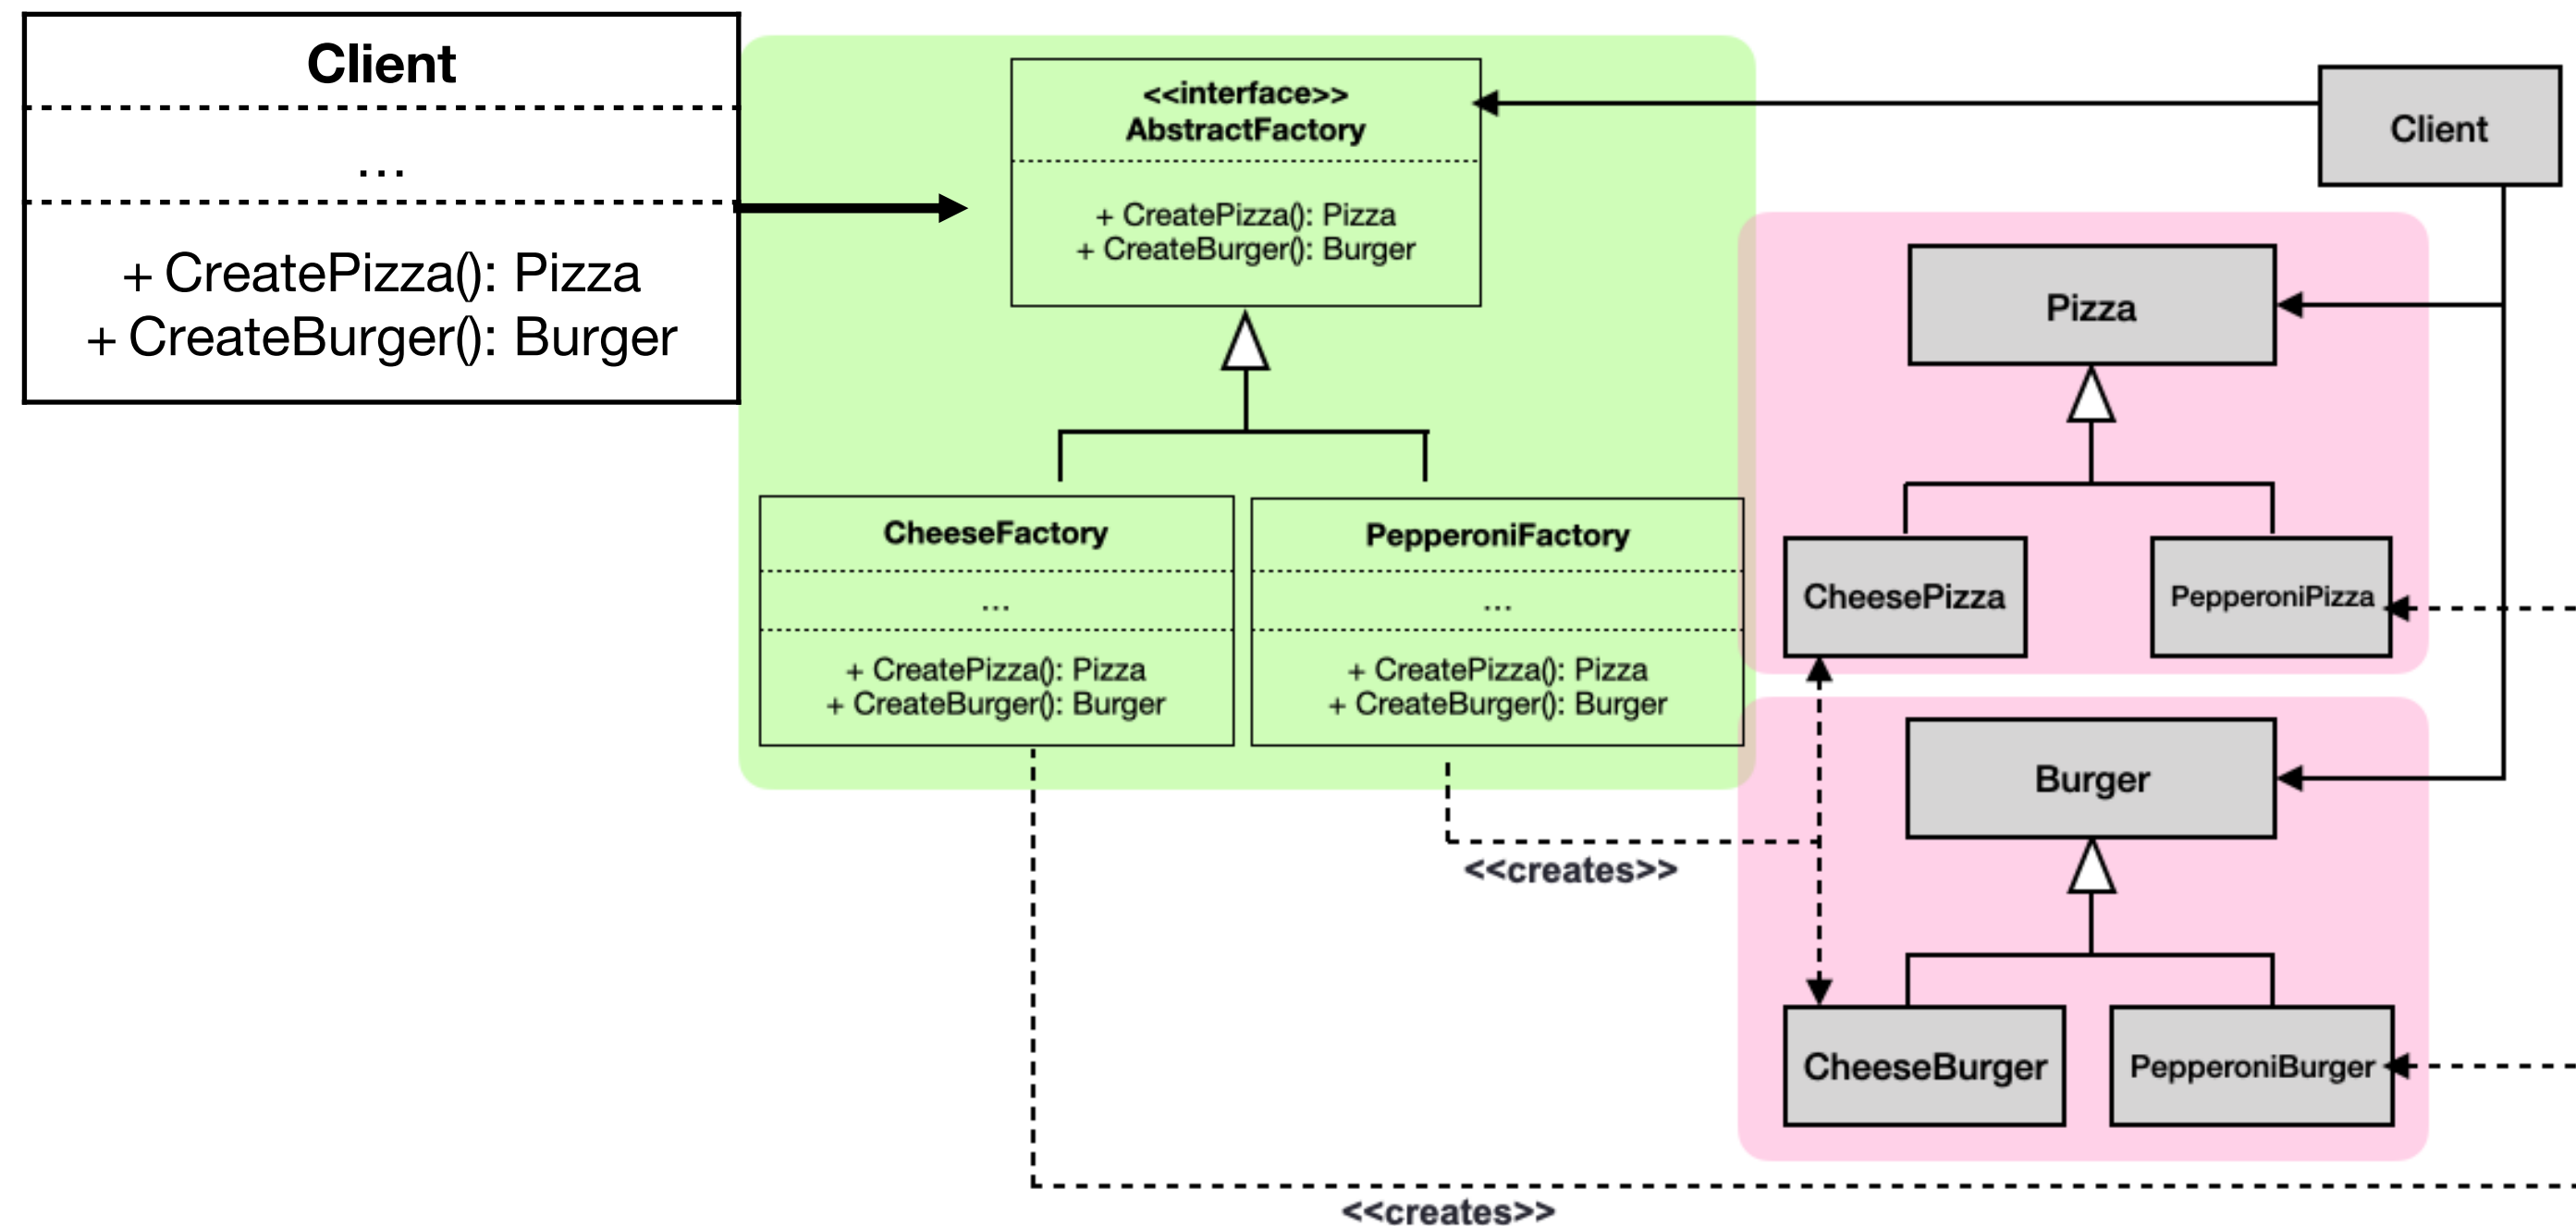 Client
...
+ CreatePizza(): Pizza
+ CreateBurger(): Burger
<<interface>>
AbstractFactory
+ CreatePizza(): Pizza
+ CreateBurger(): Burger
CheeseFactory
...
+ CreatePizza(): Pizza
+ CreateBurger(): Burger
PepperoniFactory
...
+ CreatePizza(): Pizza
+ CreateBurger(): Burger
<<creates>>
<<creates>>
Client
Pizza
CheesePizza
PepperoniPizza
Burger
CheeseBurger
PepperoniBurger